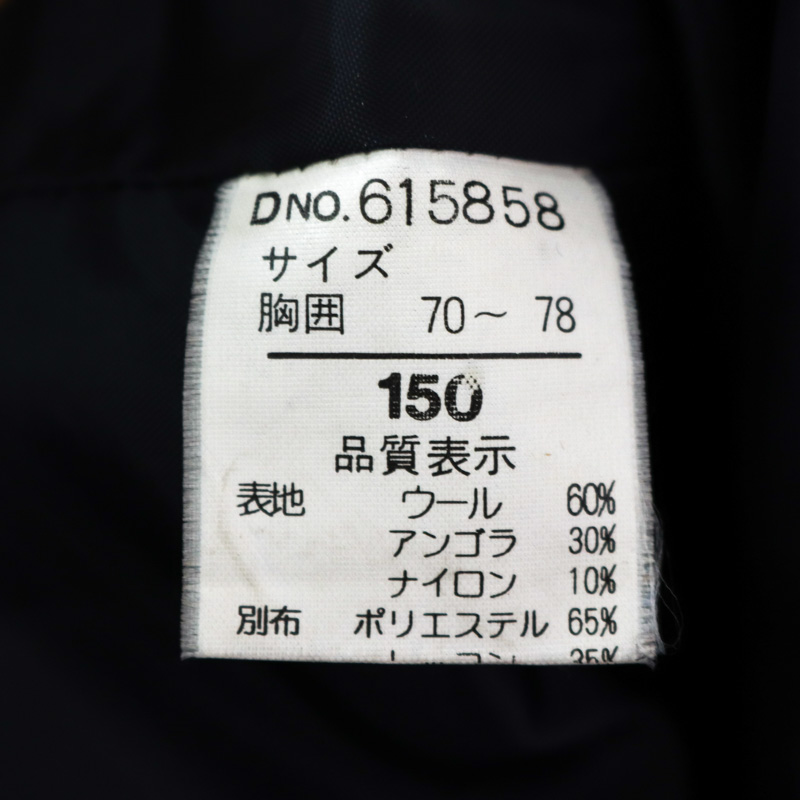 DNO.615858
サイズ
胸囲 70～ 78
150
品質表示
表地 ウール 60%
アンゴラ 30%
ナイロン 10%
別布 ポリエステル 65%
35%